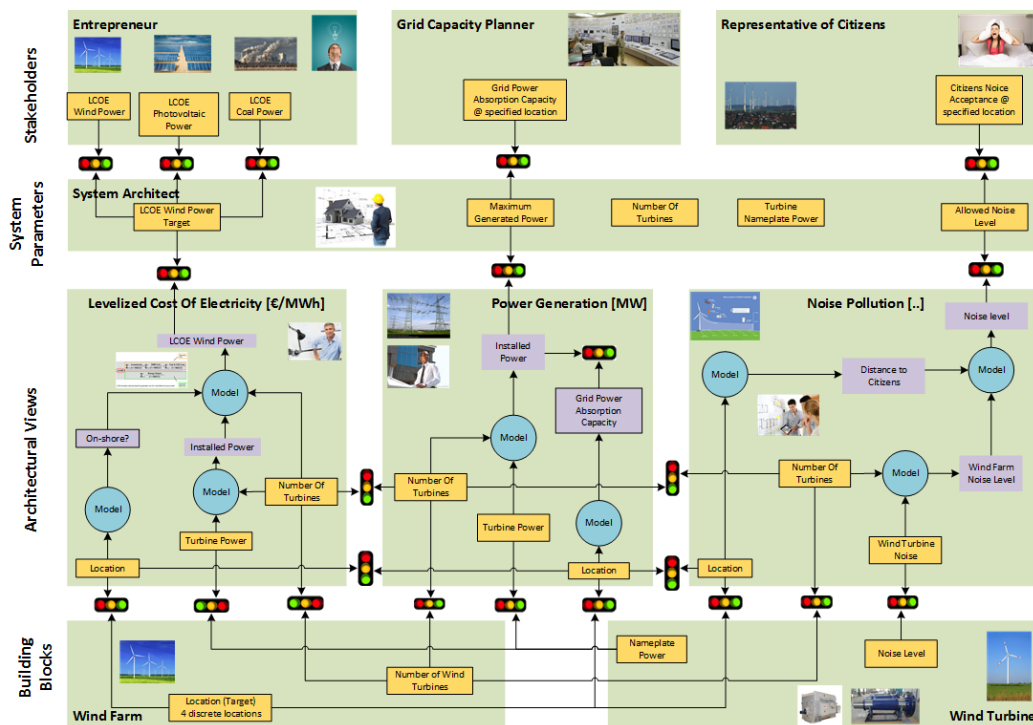 Entrepreneur
Grid Capacity Planner
Representative of Citizens
Stakeholders
LCOE
Wind Power
LCOE
Photovoltaic
Power
LCOE
Coal Power
Grid Power
Absorption Capacity
@ specified location
Citizens Noice
Acceptance @
specified location
System
Parameters
System Architect
LCOE Wind Power
Target
Maximum
Generated Power
Number Of
Turbines
Turbine
Nameplate Power
Allowed Noise
Level
Architectural Views
Levelized Cost Of Electricity [€/MWh]
Power Generation [MW]
Noise Pollution [..]
LCOE Wind Power
Installed
Power
Noise level
Model
Grid Power
Absorption
Capacity
Model
Distance to
Citizens
Model
On-shore?
Installed Power
Model
Model
Model
Number Of
Turbines
Number Of
Turbines
Number Of
Turbines
Model
Wind Farm
Noise Level
Turbine Power
Turbine Power
Model
Wind Turbine
Noise
Location
Location
Location
Building
Blocks
Nameplate
Power
Noise Level
Number of Wind
Turbines
Location (Target)
4 discrete locations
Wind Farm
Wind Turbine